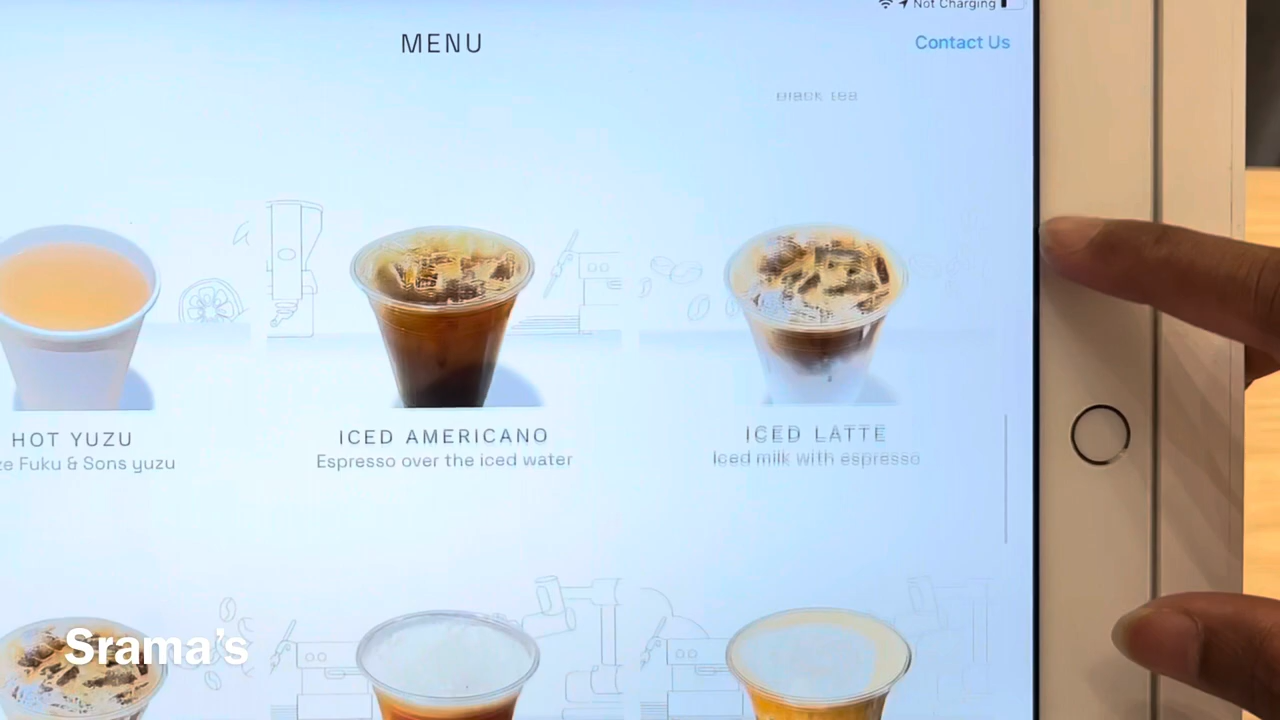 Not Charging
MENU
Contact Us
Black tea
HOT YUZU
ze Fuku & Sons yuzu
ICED AMERICANO
Espresso over the iced water
ICED LATTE
Iced milk with espresso
Srama's